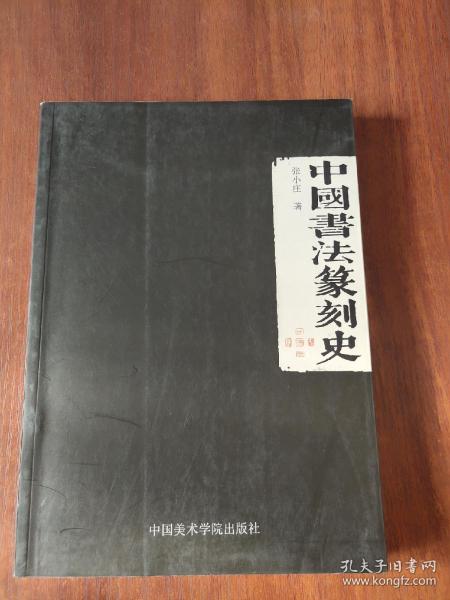 中國書法篆刻史
张小庄 著
中国美术学院出版社
孔夫子旧书网
www.kongfz.com